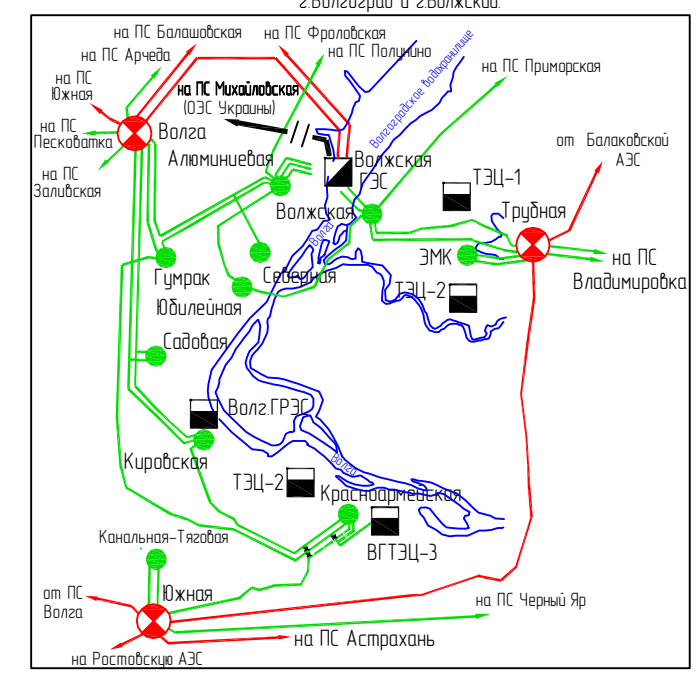 г.Волгоград и г.Волжский.
на ПС Балашовская
на ПС Фроловская
на ПС Арчеда
на ПС Полунино
на ПС
Южная
на ПС Михайловская
(ОЭС Украины)
Волгоградское водохранилище
на ПС Приморская
на ПС
Песковатка
Волга
Алюминиевая
Волжская
ГЭС
от Балаковской
АЭС
на ПС
Заливская
ТЭЦ-1
Трубная
Волжская
Волга
Гумрак
Северная
ЭМК
на ПС
Владимировка
Юбилейная
ТЭЦ-2
Садовая
Волг.ГРЭС
Кировская
Волга
ТЭЦ-2
Красноармейская
Канальная-Тяговая
ВГТЭЦ-3
от ПС
Волга
Южная
на ПС Черный Яр
на ПС Астрахань
на Ростовскую АЭС